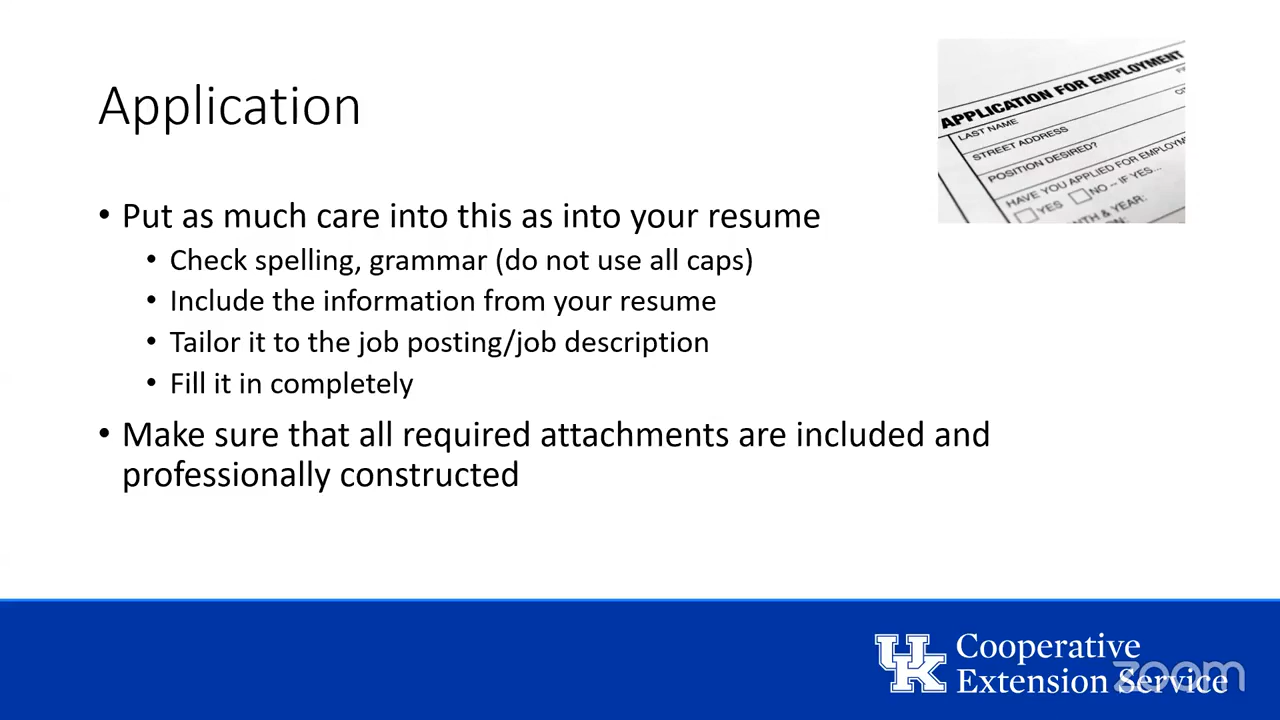 Application
APPLICATION FOR EMPLOYMENT
LAST NAME
STREET ADDRESS
POSITION DESIRED?
HAVE YOU APPLIED FOR EMPLOYM
YES NO – IF YES...
NTH & YEAR:
• Put as much care into this as into your resume
• Check spelling, grammar (do not use all caps)
• Include the information from your resume
• Tailor it to the job posting/job description
• Fill it in completely
• Make sure that all required attachments are included and
professionally constructed
UK Cooperative
Extension Service
zoom